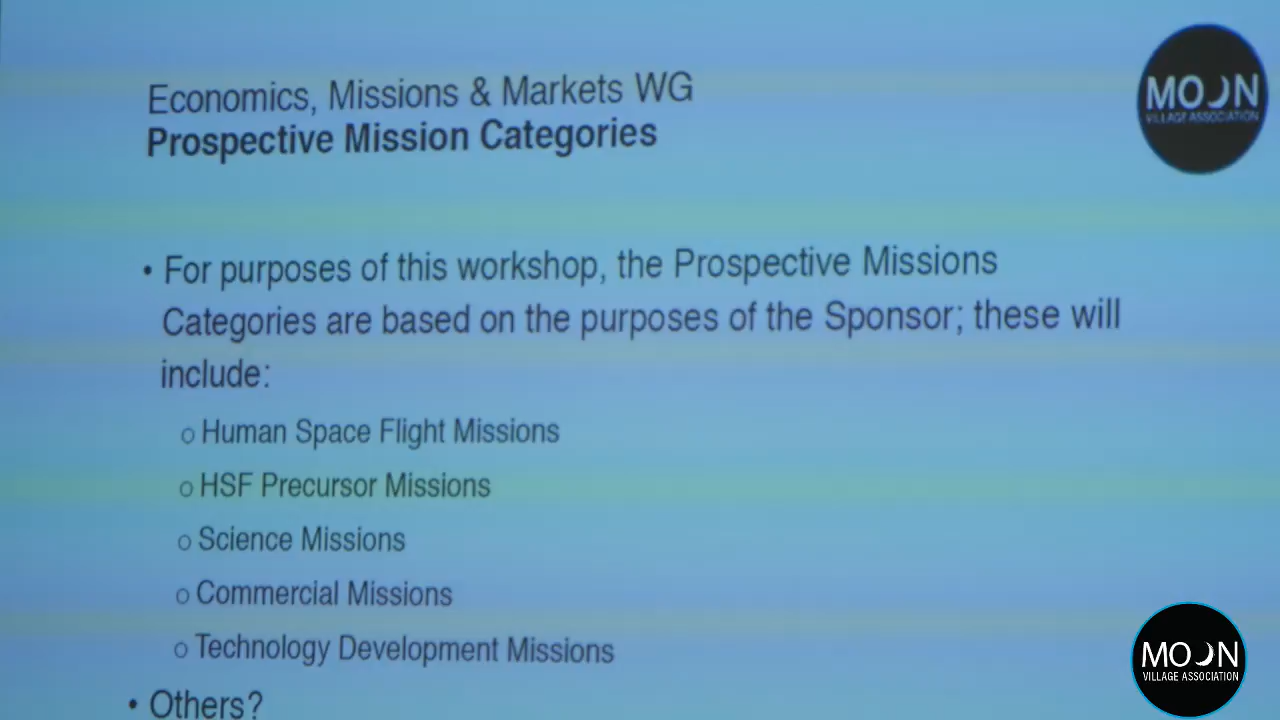 Economics, Missions & Markets WG
Prospective Mission Categories
MOON
VILLAGE ASSOCIATION
• For purposes of this workshop, the Prospective Missions
Categories are based on the purposes of the Sponsor; these will
include:
o Human Space Flight Missions
o HSF Precursor Missions
o Science Missions
o Commercial Missions
o Technology Development Missions
• Others?
MOON
VILLAGE ASSOCIATION